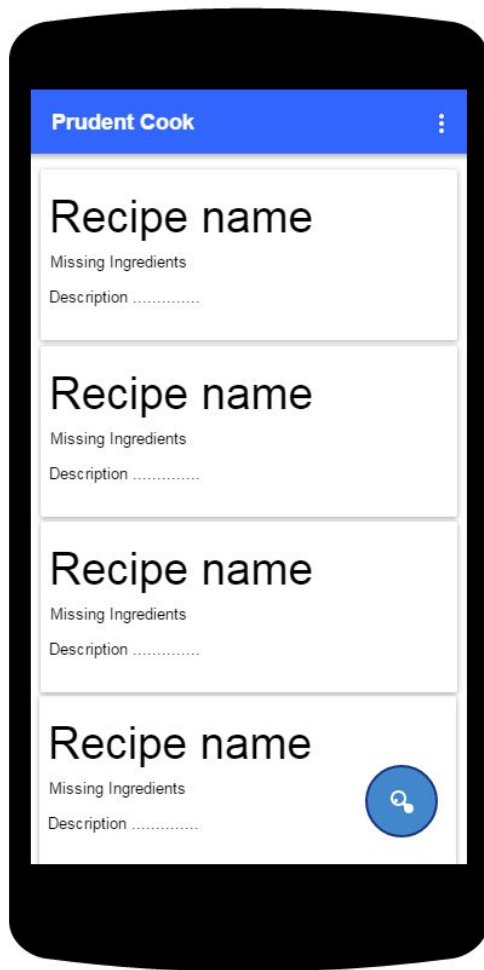 Prudent Cook
Recipe name
Missing Ingredients
Description ..............
Recipe name
Missing Ingredients
Description ..............
Recipe name
Missing Ingredients
Description ..............
Recipe name
Missing Ingredients
Description ..............